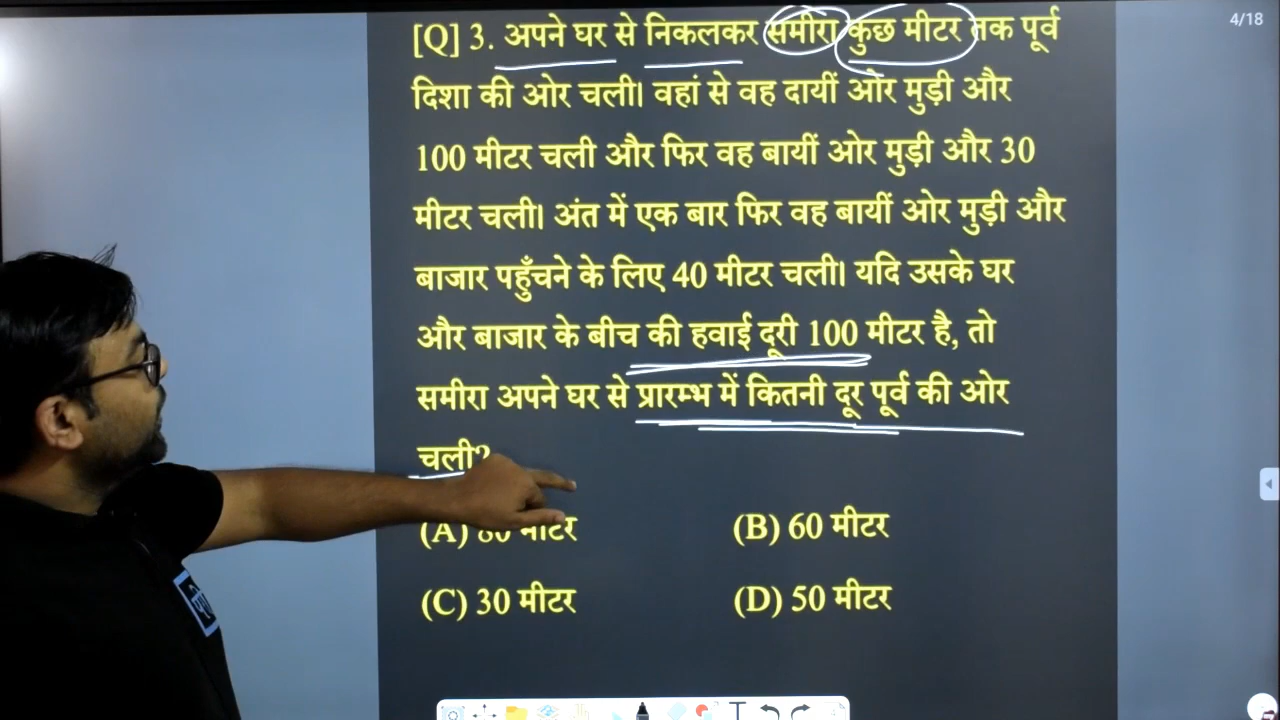 4/18
[Q] 3. अपने घर से निकलकर समीरा कुछ मीटर तक पूर्व
दिशा की ओर चली। वहां से वह दायीं ओर मुड़ी और
100 मीटर चली और फिर वह बायीं ओर मुड़ी और 30
मीटर चली। अंत में एक बार फिर वह बायीं ओर मुड़ी और
बाजार पहुँचने के लिए 40 मीटर चली। यदि उसके घर
और बाजार के बीच की हवाई दूरी 100 मीटर है, तो
समीरा अपने घर से प्रारम्भ में कितनी दूर पूर्व की ओर
चली?
(A) 80 मीटर
(B) 60 मीटर
(C) 30 मीटर
(D) 50 मीटर